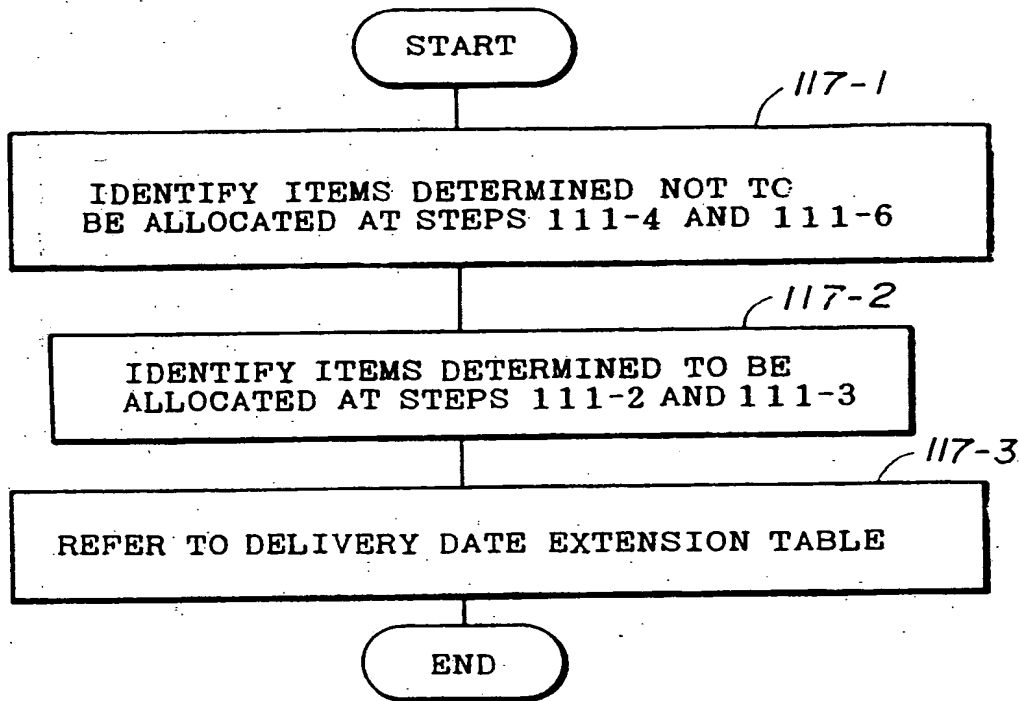 START
117-1
IDENTIFY ITEMS DETERMINED NOT TO
BE ALLOCATED AT STEPS 111-4 AND 111-6
117-2
IDENTIFY ITEMS DETERMINED TO BE
ALLOCATED AT STEPS 111-2 AND 111-3
117-3
REFER TO DELIVERY DATE EXTENSION TABLE
END